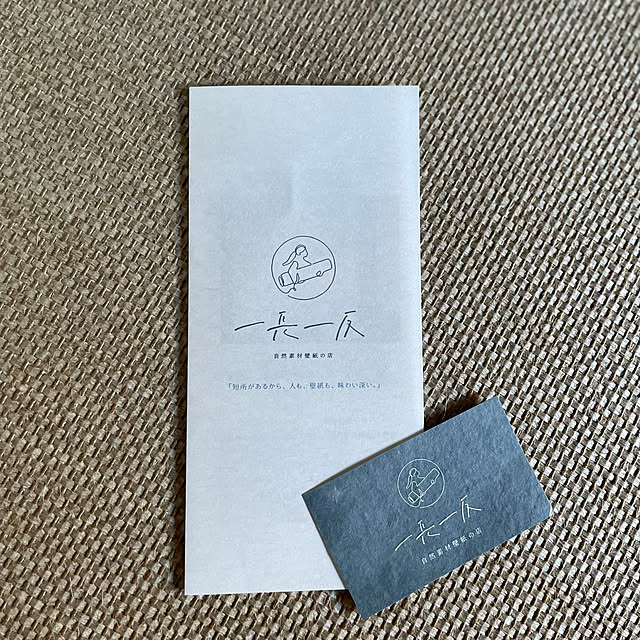 一長一反
自然素材壁紙の店
「短所があるから、人も、壁紙も、味わい深い。」
一長一反
自然素材壁紙の店